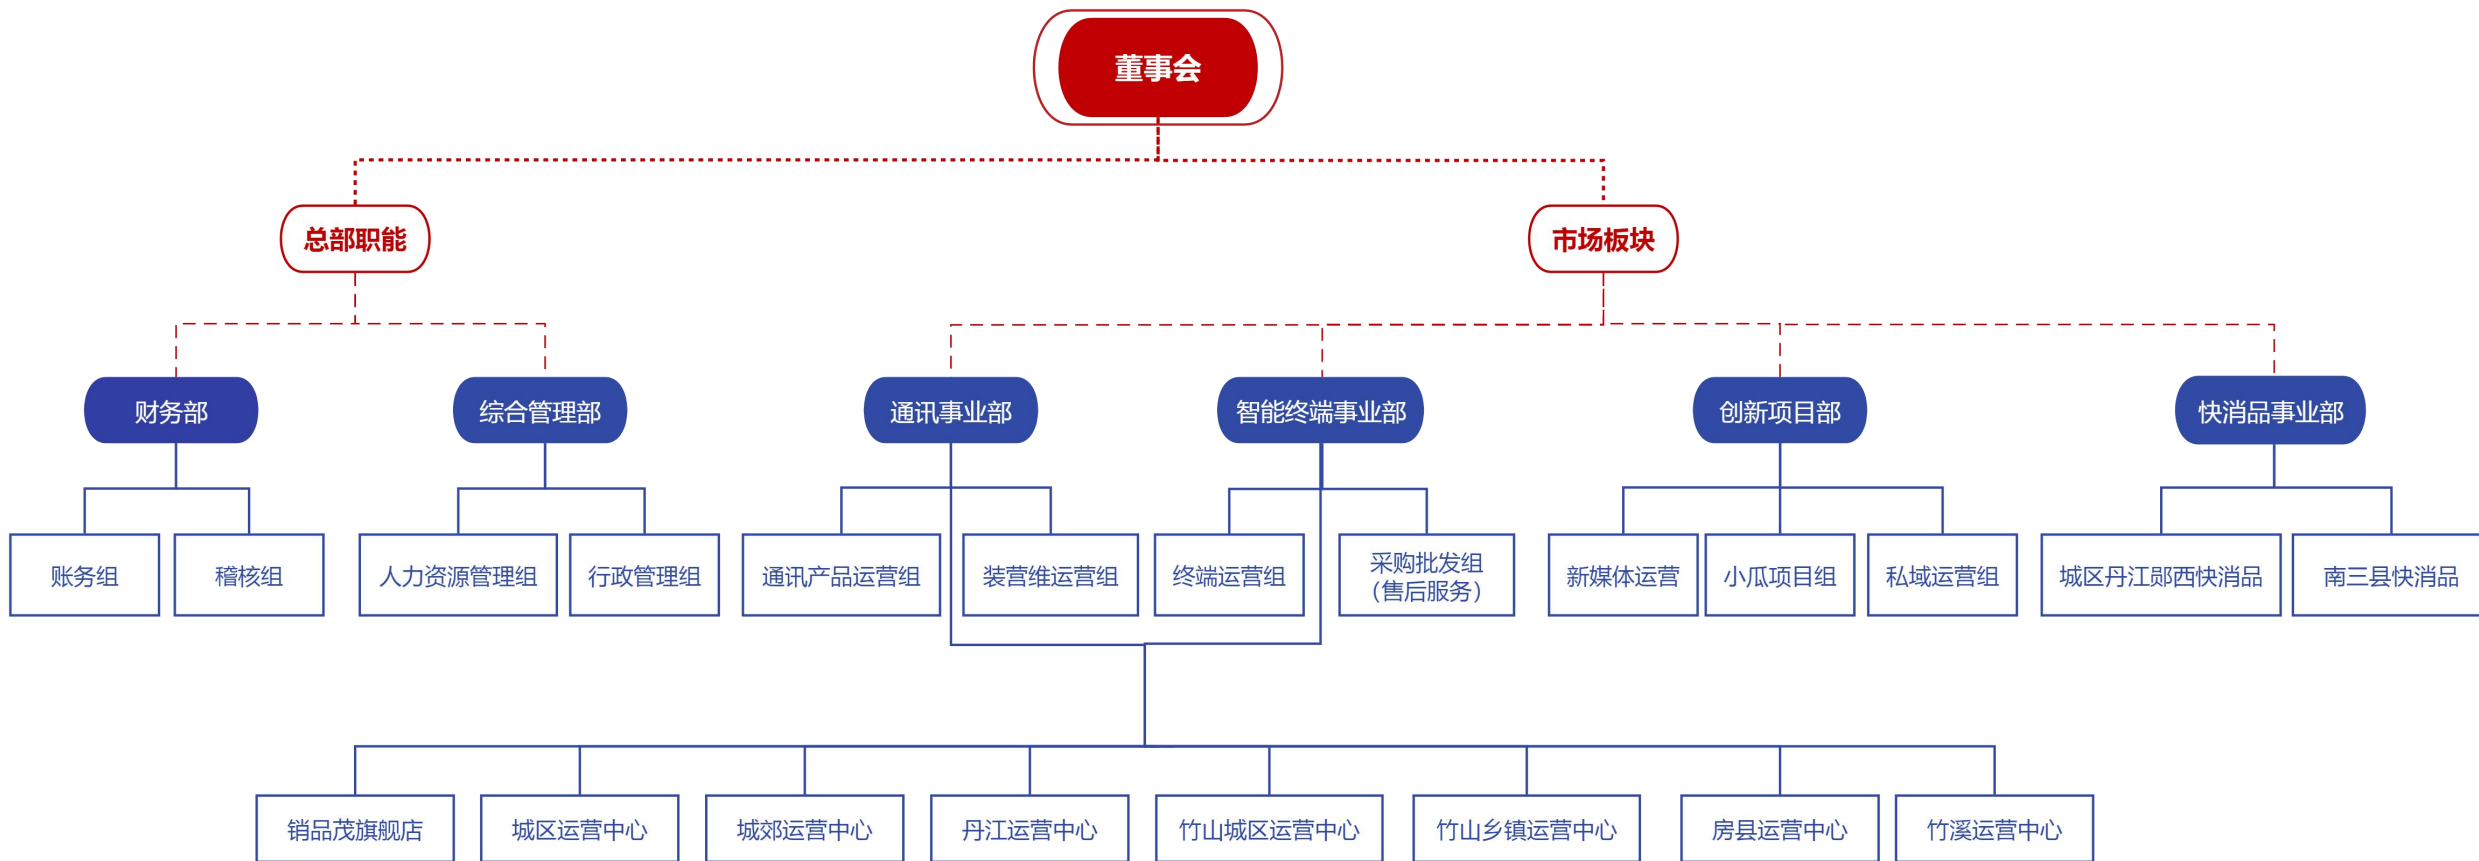 董事会
总部职能
市场板块
财务部
综合管理部
通讯事业部
智能终端事业部
创新项目部
快消品事业部
账务组
稽核组
人力资源管理组
行政管理组
通讯产品运营组
装营维运营组
终端运营组
采购批发组
（售后服务）
新媒体运营
小瓜项目组
私域运营组
城区丹江郧西快消品
南三县快消品
销品茂旗舰店
城区运营中心
城郊运营中心
丹江运营中心
竹山城区运营中心
竹山乡镇运营中心
房县运营中心
竹溪运营中心